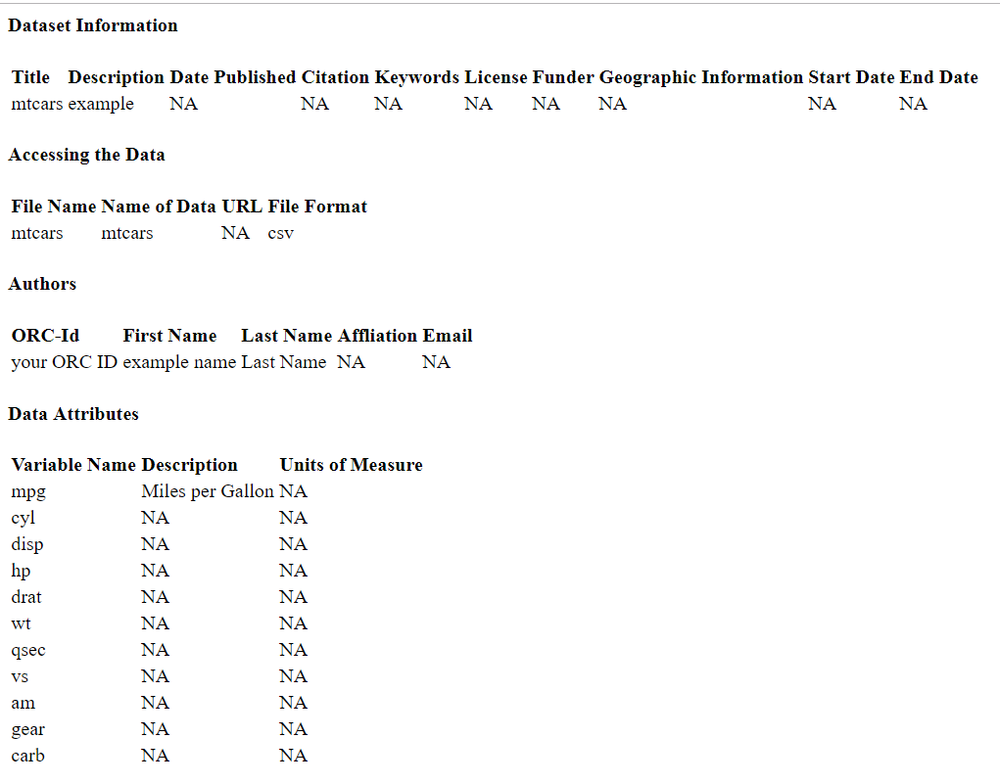 Dataset Information
Title Description Date Published Citation Keywords License Funder Geographic Information Start Date End Date
mtcars example NA NA NA NA NA NA NA NA
Accessing the Data
File Name Name of Data URL File Format
mtcars mtcars NA csv
Authors
ORC-Id First Name Last Name Affliation Email
your ORC ID example name Last Name NA NA
Data Attributes
Variable Name Description Units of Measure
mpg Miles per Gallon NA
cyl NA NA
disp NA NA
hp NA NA
drat NA NA
wt NA NA
qsec NA NA
vs NA NA
am NA NA
gear NA NA
carb NA NA